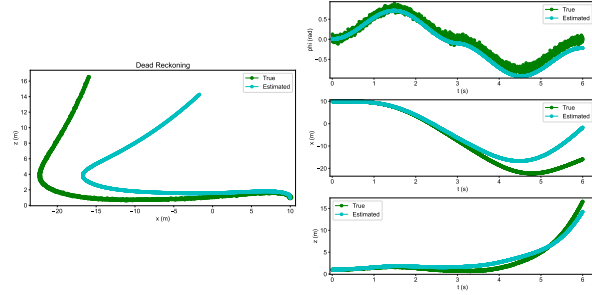 Dead Reckoning
True
Estimated
z (m)
16
14
12
10
8
6
4
2
−20
−15
−10
−5
0
5
10
x (m)
True
Estimated
phi (rad)
0.5
0.0
−0.5
0
1
2
3
4
5
6
t (s)
True
Estimated
x (m)
10
0
−10
−20
0
1
2
3
4
5
6
t (s)
True
Estimated
z (m)
15
10
5
0
0
1
2
3
4
5
6
t (s)